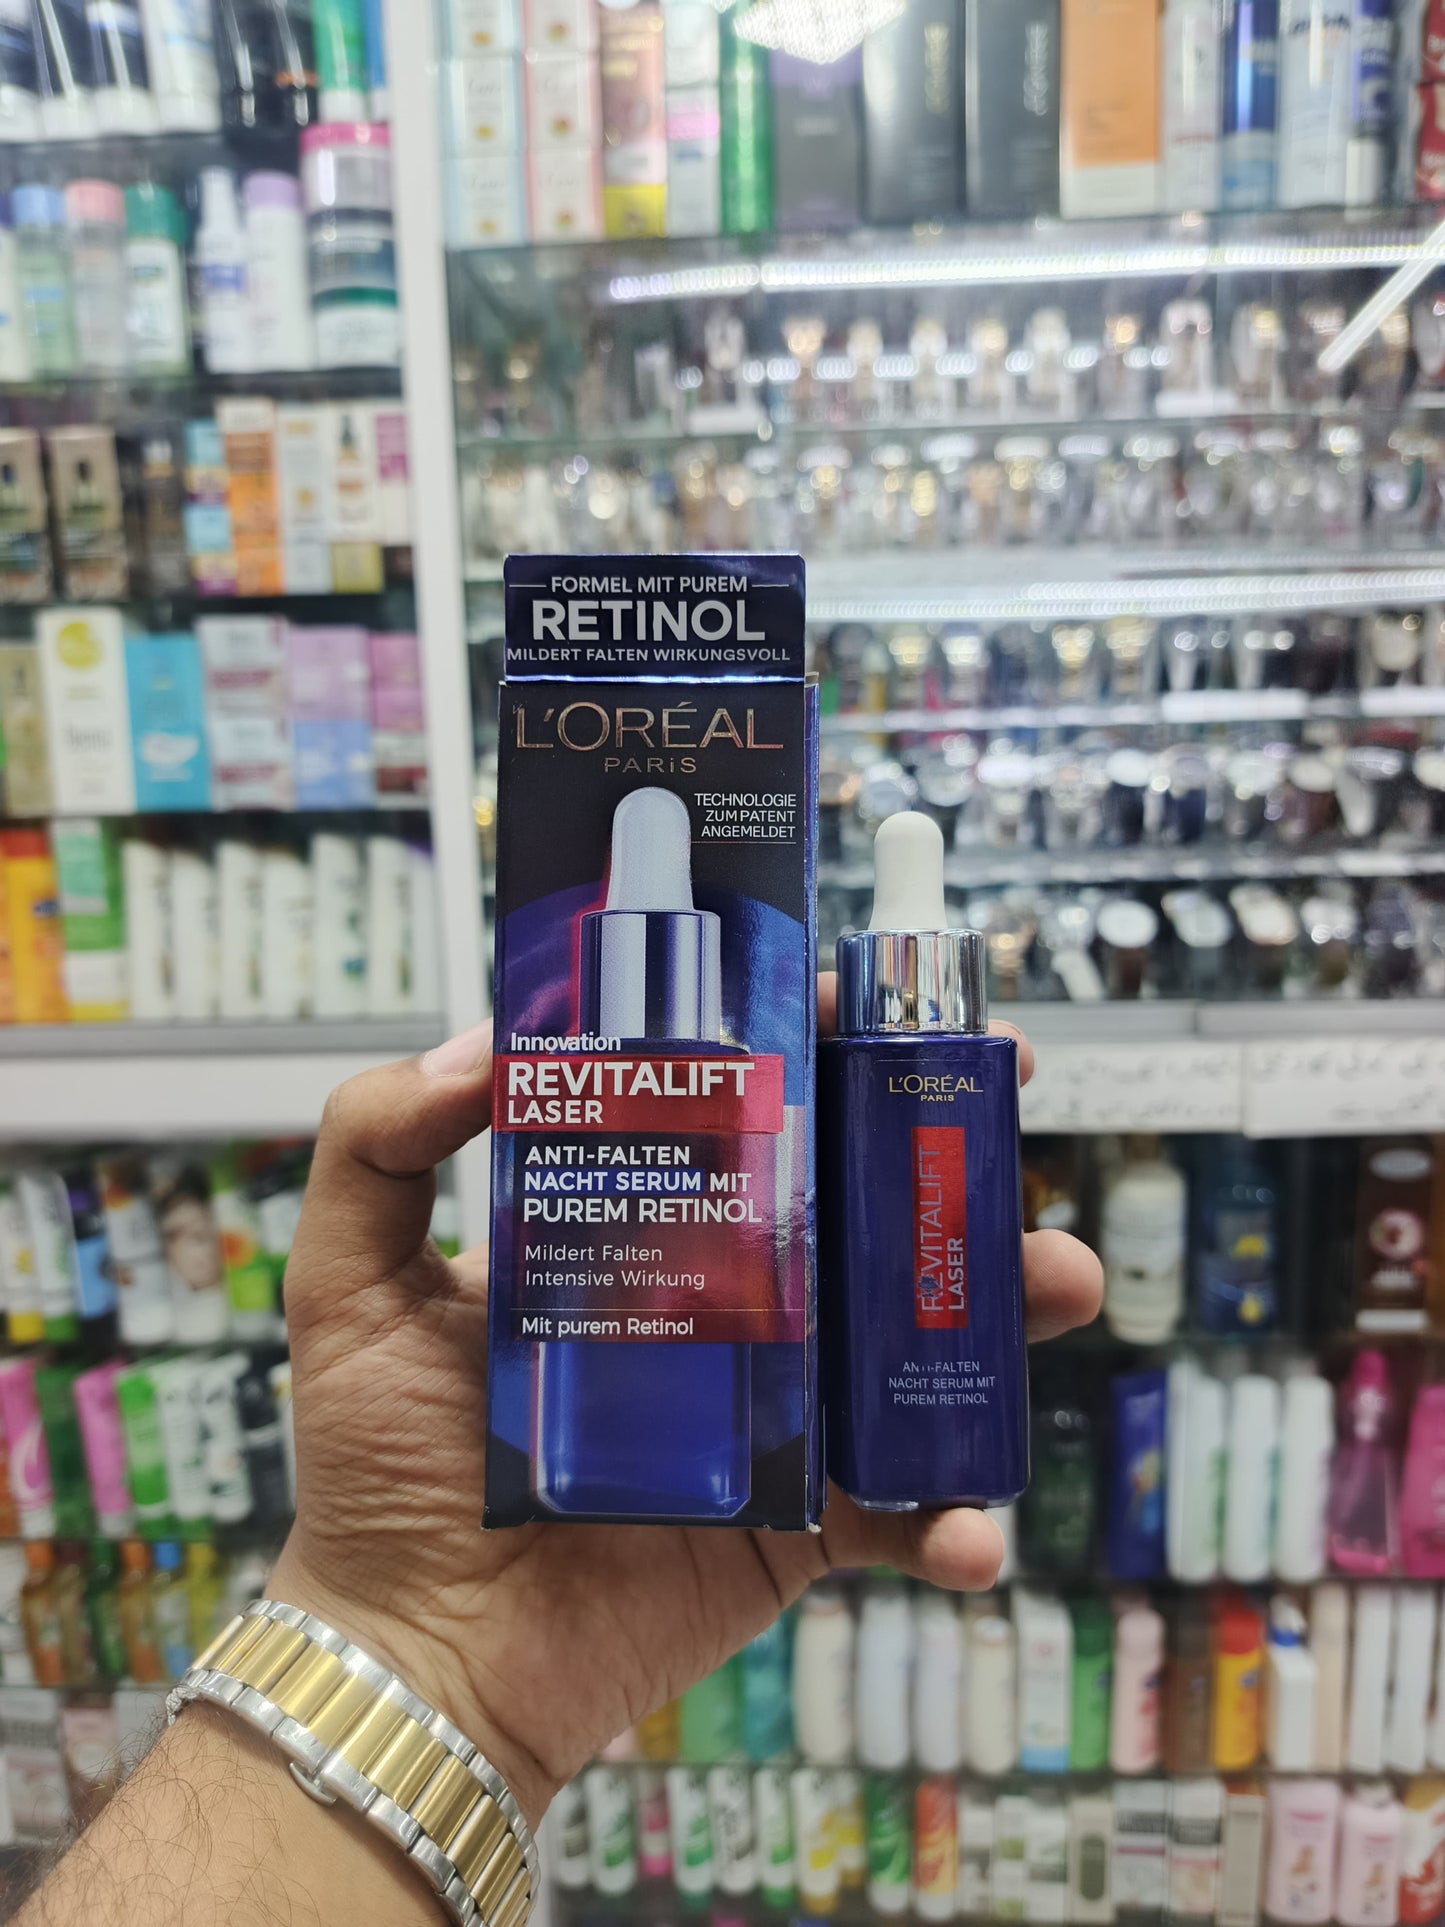 FORMEL MIT PUREM
RETINOL
MILDERT FALTEN WIRKUNGSVOLL
L'ORÉAL
PARiS
TECHNOLOGIE
ZUM PATENT
ANGEMELDET
Innovation
REVITALIFT
LASER
ANTI-FALTEN
NACHT SERUM MIT
PUREM RETINOL
Mildert Falten
Intensive Wirkung
Mit purem Retinol
L'ORÉAL
PARIS
REVITALIFT
LASER
ANTI-FALTEN
NACHT SERUM MIT
PUREM RETINOL